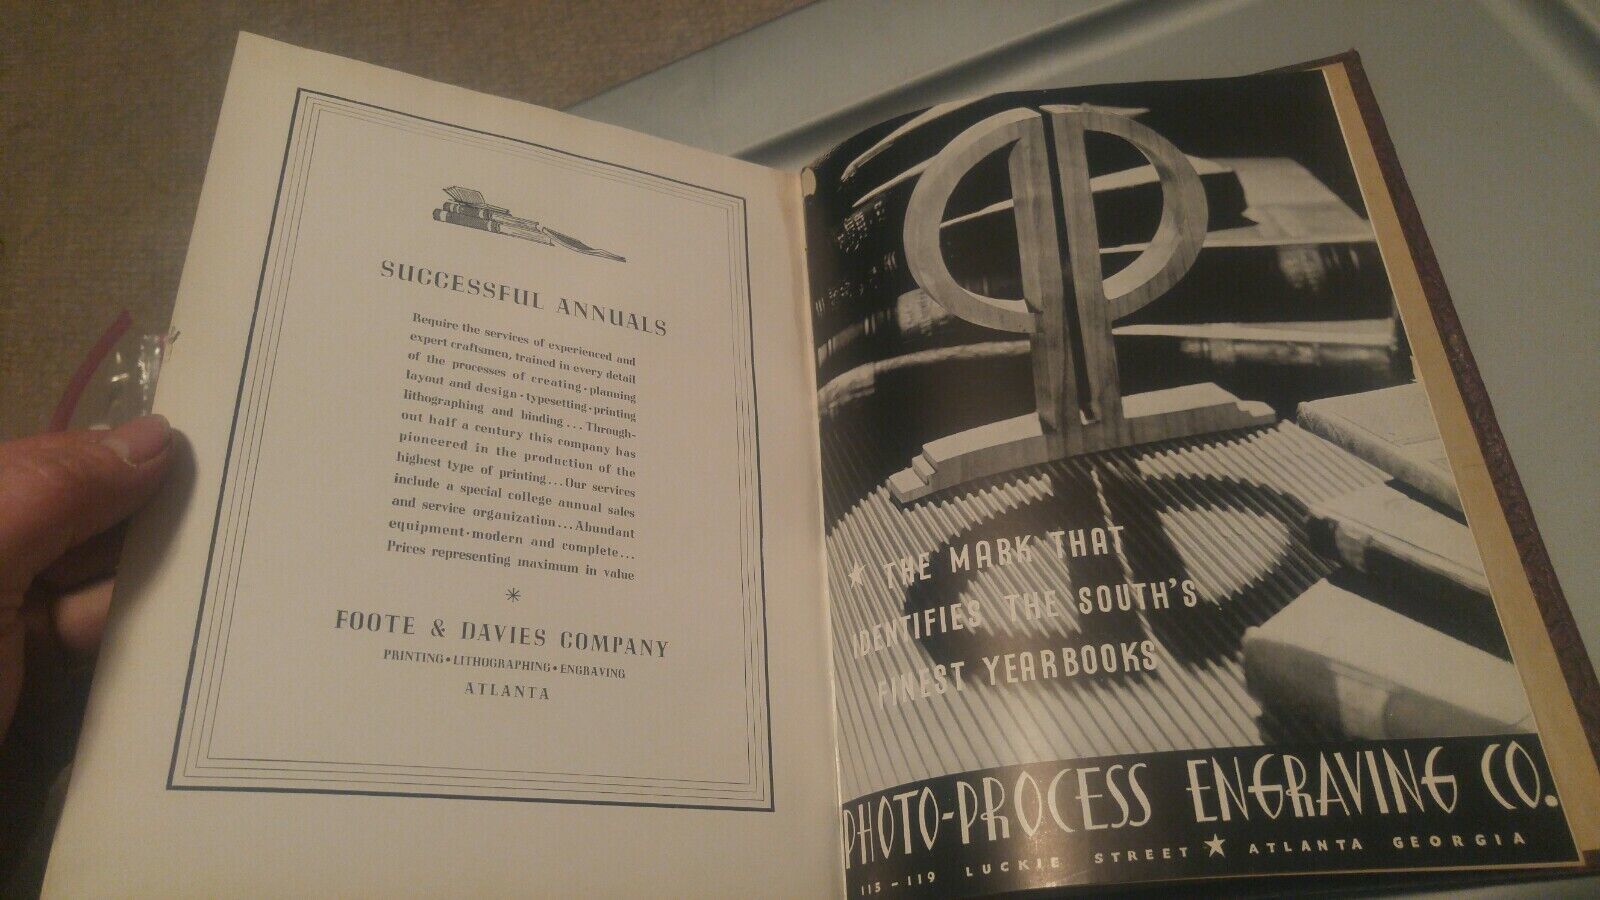 SUCCESSFUL ANNUALS
Require the services of experienced and
expert craftsmen, trained in every detail
of the processes of creating · planning
layout and design · typesetting · printing
lithographing and binding ... Through-
out half a century this company has
pioneered in the production of the
highest type of printing ... Our services
include a special college annual sales
and service organization ... Abundant
equipment · modern and complete ...
Prices representing maximum in value
*
FOOTE & DAVIES COMPANY
PRINTING • LITHOGRAPHING • ENGRAVING
ATLANTA
★ THE MARK THAT
IDENTIFIES THE SOUTH'S
FINEST YEARBOOKS
PHOTO-PROCESS ENGRAVING CO.
115 - 119 LUCKIE STREET ★ ATLANTA GEORGIA